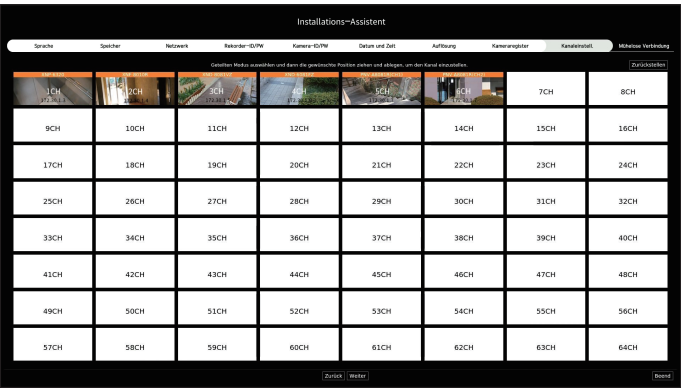 Installations-Assistent
Sprache Speicher Netzwerk Rekorder-ID/PW Kamera-ID/PW Datum und Zeit Auflösung Kameraregister Kanaleinstell. Mühelose Verbindung
Geteilten Modus auswählen und dann die gewünschte Position ziehen und ablegen, um den Kanal einzustellen.
Zurückstellen
1CH 2CH 3CH 4CH 5CH 6CH 7CH 8CH
9CH 10CH 11CH 12CH 13CH 14CH 15CH 16CH
17CH 18CH 19CH 20CH 21CH 22CH 23CH 24CH
25CH 26CH 27CH 28CH 29CH 30CH 31CH 32CH
33CH 34CH 35CH 36CH 37CH 38CH 39CH 40CH
41CH 42CH 43CH 44CH 45CH 46CH 47CH 48CH
49CH 50CH 51CH 52CH 53CH 54CH 55CH 56CH
57CH 58CH 59CH 60CH 61CH 62CH 63CH 64CH
Zurück Weiter Beend